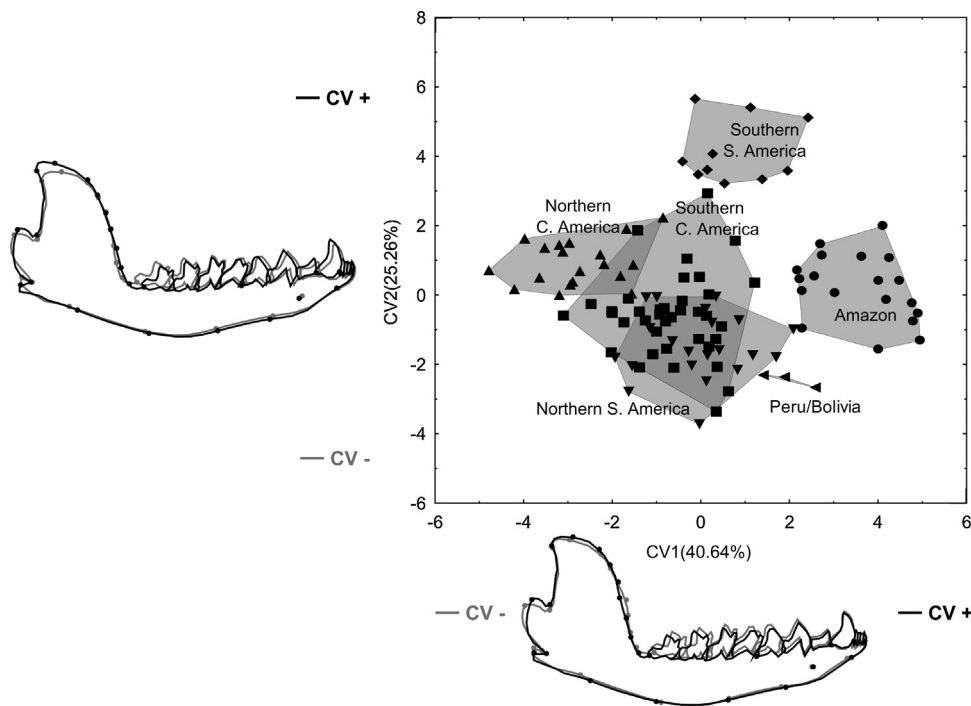 CV +
CV -
8
6
4
2
0
-2
-4
-6
CV2(25.26%)
Southern
S. America
Northern
C. America
Southern
C. America
Amazon
Northern S. America
Peru/Bolivia
-6 -4 -2 0 2 4 6
CV1(40.64%)
CV -
CV +